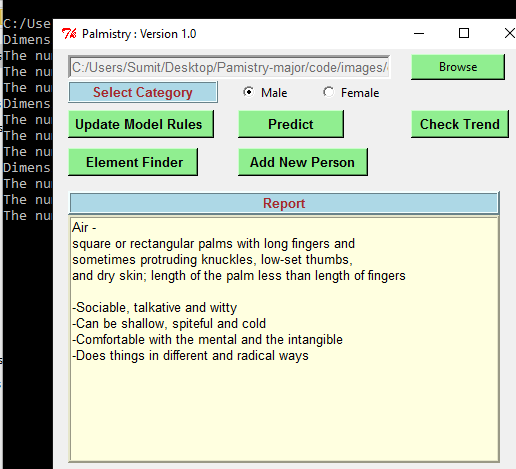 C:/Use
Dimens
The nu
The nu
The nu
Dimens
The nu
The nu
The nu
Dimens
The nu
The nu
The nu
Palmistry : Version 1.0
C:/Users/Sumit/Desktop/Pamistry-major/code/images/
Browse
Select Category
Male
Female
Update Model Rules
Predict
Check Trend
Element Finder
Add New Person
Report
Air -
square or rectangular palms with long fingers and
sometimes protruding knuckles, low-set thumbs,
and dry skin; length of the palm less than length of fingers
-Sociable, talkative and witty
-Can be shallow, spiteful and cold
-Comfortable with the mental and the intangible
-Does things in different and radical ways